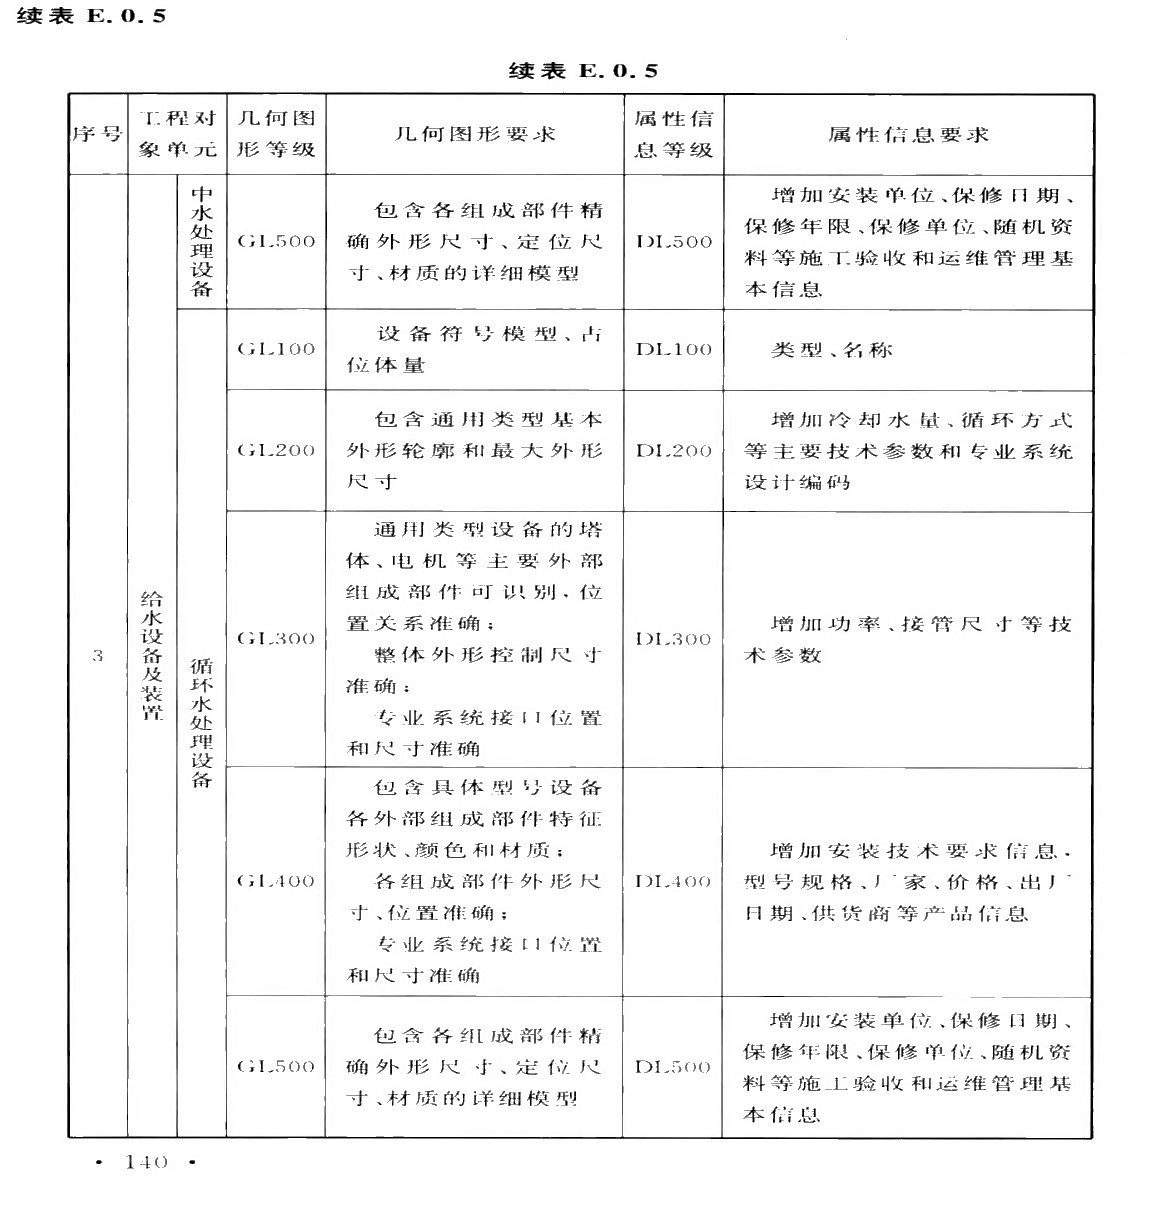 续表 E.0.5
续表 E.0.5
序号
工程对
象单元
几何图
形等级
几何图形要求
属性信
息等级
属性信息要求
3
给水设备及装置
中水处理设备
GL500
包含各组成部件精
确外形尺寸、定位尺
寸、材质的详细模型
DL500
增加安装单位、保修日期、
保修年限、保修单位、随机资
料等施工验收和运维管理基
本信息
循环水处理设备
GL100
设备符号模型、占
位体量
DL100
类型、名称
GL200
包含通用类型基本
外形轮廓和最大外形
尺寸
DL200
增加冷却水量、循环方式
等主要技术参数和专业系统
设计编码
GL300
通用类型设备的塔
体、电机等主要外部
组成部件可识别,位
置关系准确;
整体外形控制尺寸
准确;
专业系统接口位置
和尺寸准确
DL300
增加功率、接管尺寸等技
术参数
GL400
包含具体型号设备
各外部组成部件特征
形状、颜色和材质;
各组成部件外形尺
寸、位置准确;
专业系统接口位置
和尺寸准确
DL400
增加安装技术要求信息,
型号规格、厂家、价格、出厂
日期、供货商等产品信息
GL500
包含各组成部件精
确外形尺寸、定位尺
寸、材质的详细模型
DL500
增加安装单位、保修日期、
保修年限、保修单位、随机资
料等施工验收和运维管理基
本信息
· 140 ·